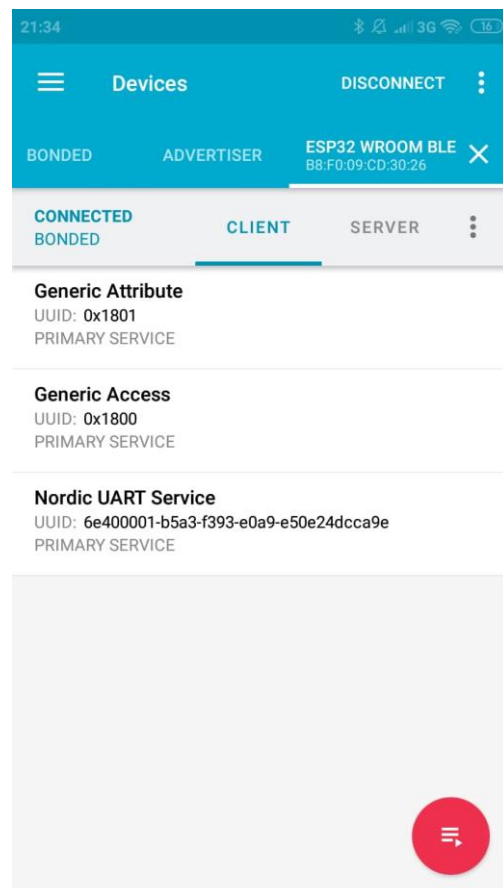 21:34
3G
16
Devices
DISCONNECT
BONDED
ADVERTISER
ESP32 WROOM BLE
B8:F0:09:CD:30:26
CONNECTED
BONDED
CLIENT
SERVER
Generic Attribute
UUID: 0x1801
PRIMARY SERVICE
Generic Access
UUID: 0x1800
PRIMARY SERVICE
Nordic UART Service
UUID: 6e400001-b5a3-f393-e0a9-e50e24dcca9e
PRIMARY SERVICE